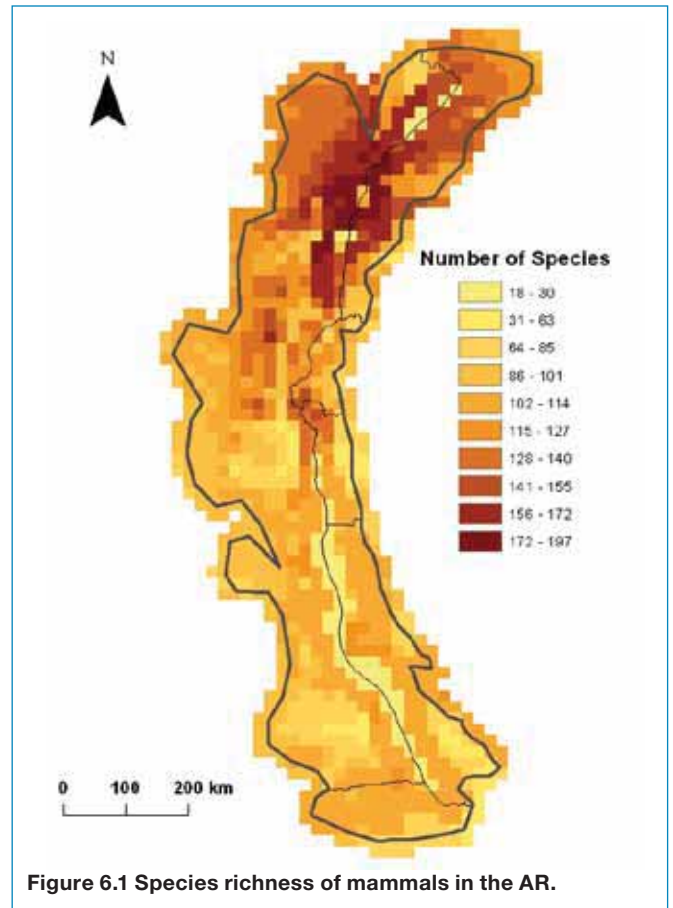 N
Number of Species
18 - 30
31 - 63
64 - 85
86 - 101
102 - 114
115 - 127
128 - 140
141 - 155
156 - 172
172 - 197
0 100 200 km
Figure 6.1 Species richness of mammals in the AR.